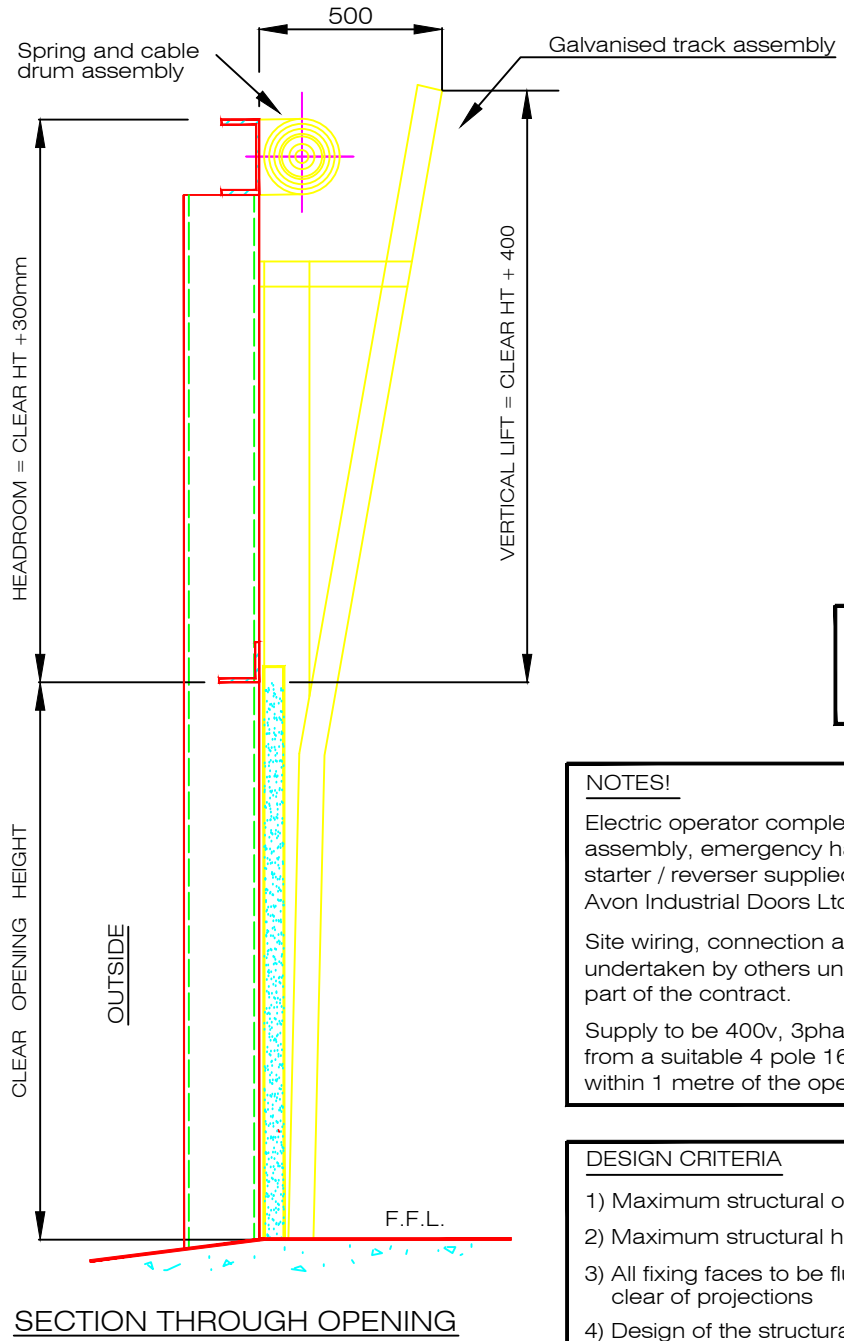 500
Spring and cable
drum assembly
Galvanised track assembly
HEADROOM = CLEAR HT +300mm
VERTICAL LIFT = CLEAR HT + 400
CLEAR OPENING HEIGHT
OUTSIDE
F.F.L.
SECTION THROUGH OPENING
NOTES!
Electric operator comple
assembly, emergency ha
starter / reverser supplied
Avon Industrial Doors Ltd
Site wiring, connection a
undertaken by others un
part of the contract.
Supply to be 400v, 3pha
from a suitable 4 pole 16
within 1 metre of the ope
DESIGN CRITERIA
1) Maximum structural o
2) Maximum structural h
3) All fixing faces to be flu
clear of projections
4) Design of the structura